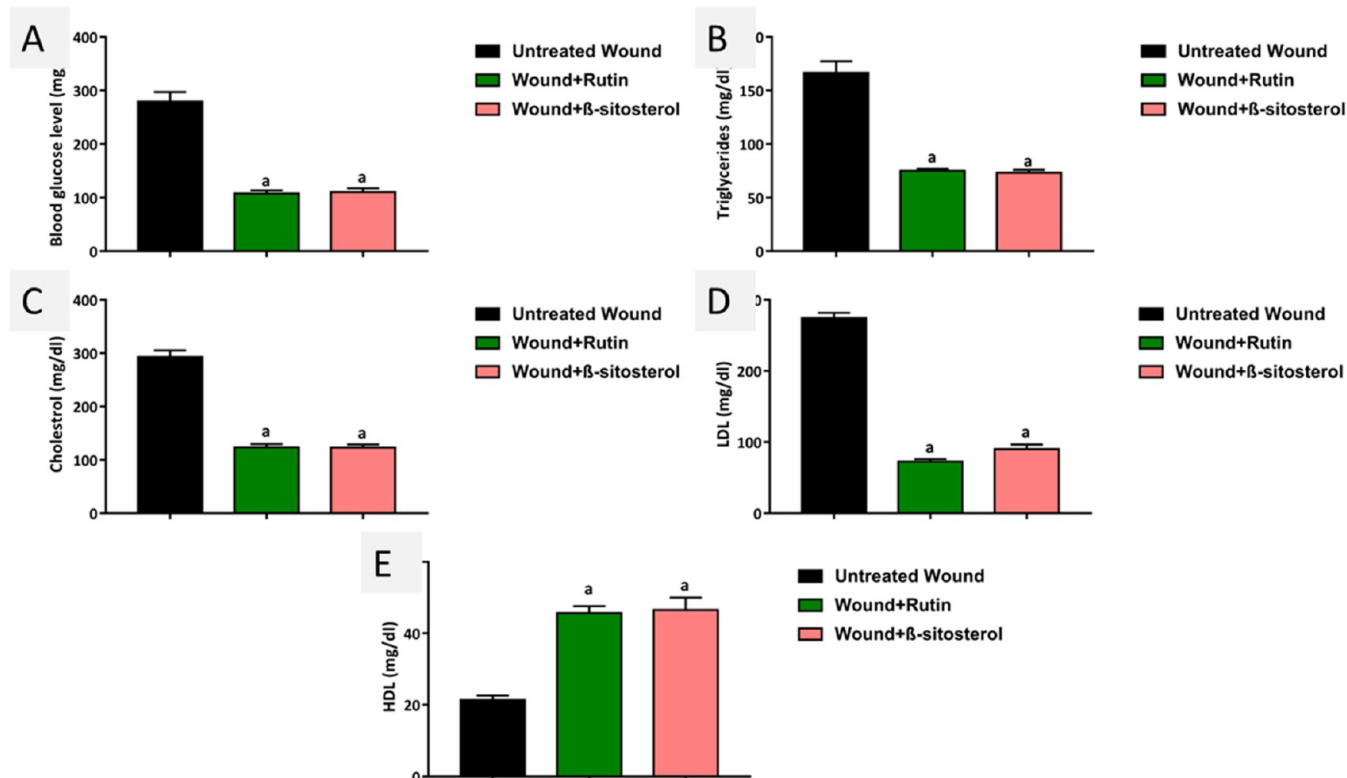 A
400
300
200
100
0
Blood glucose level (mg
a
a
Untreated Wound
Wound+Rutin
Wound+ß-sitosterol
B
0
150
100
50
0
Triglycerides (mg/dl
a
a
Untreated Wound
Wound+Rutin
Wound+ß-sitosterol
C
400
300
200
100
0
Cholestrol (mg/dl)
a
a
Untreated Wound
Wound+Rutin
Wound+ß-sitosterol
D
0
200
100
0
LDL (mg/dl)
a
a
Untreated Wound
Wound+Rutin
Wound+ß-sitosterol
E
40
20
0
HDL (mg/dl)
a
a
Untreated Wound
Wound+Rutin
Wound+ß-sitosterol